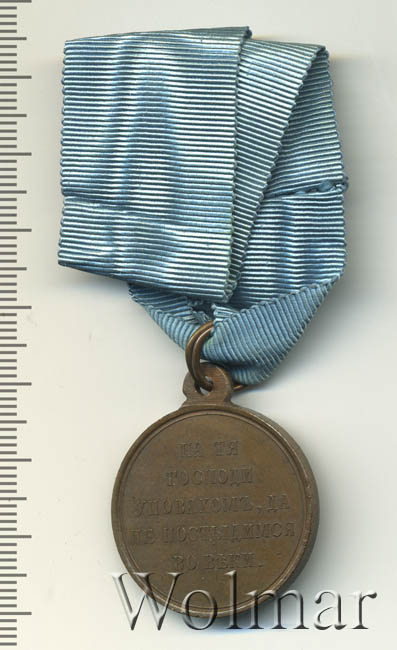 НА ТЯ
ГОСПОДИ
УПОВАХОМЪ, ДА
НЕ ПОСТЫДИМСЯ
ВО ВѢКИ.
Wolmar